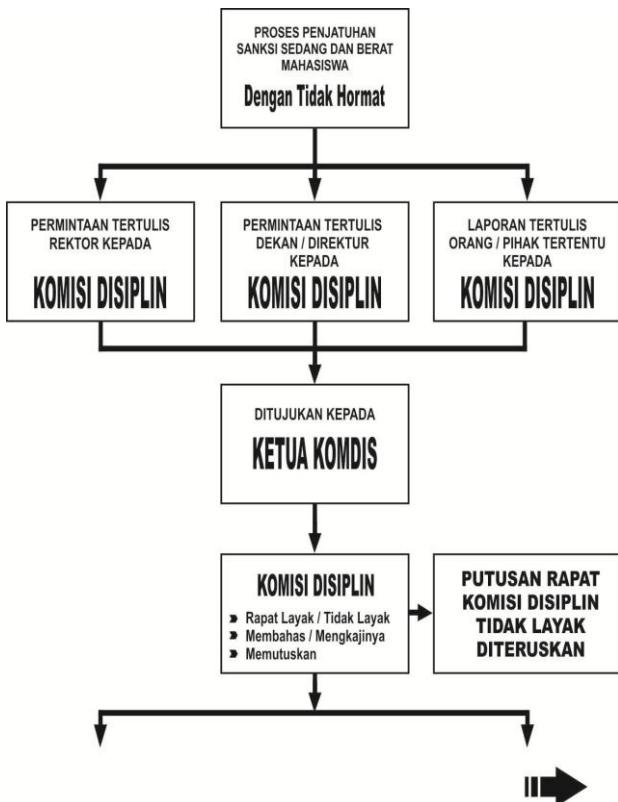 PROSES PENJATUHAN
SANKSI SEDANG DAN BERAT
MAHASISWA
Dengan Tidak Hormat
PERMINTAAN TERTULIS
REKTOR KEPADA
KOMISI DISIPLIN
PERMINTAAN TERTULIS
DEKAN / DIREKTUR
KEPADA
KOMISI DISIPLIN
LAPORAN TERTULIS
ORANG / PIHAK TERTENTU
KEPADA
KOMISI DISIPLIN
DITUJUKAN KEPADA
KETUA KOMDIS
KOMISI DISIPLIN
Rapat Layak / Tidak Layak
Membahas / Mengkajinya
Memutuskan
PUTUSAN RAPAT
KOMISI DISIPLIN
TIDAK LAYAK
DITERUSKAN